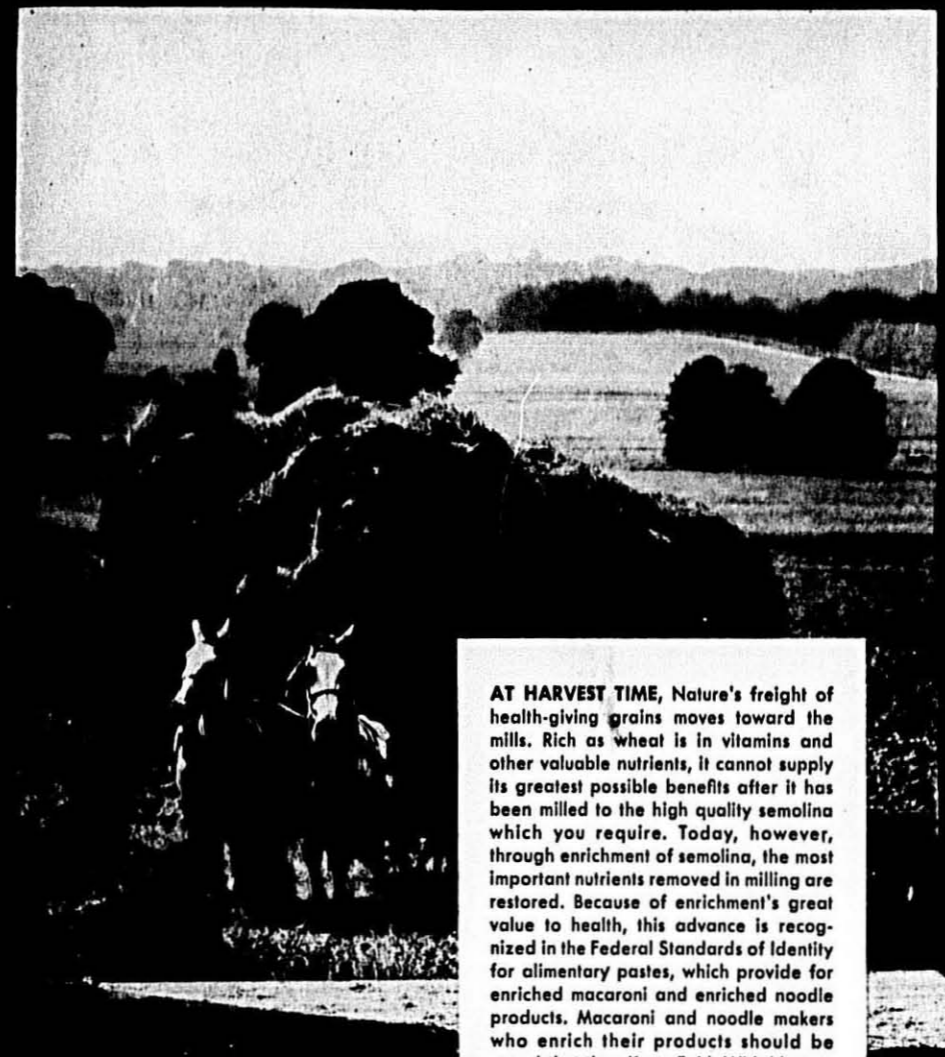 AT HARVEST TIME, Nature's freight of
health-giving grains moves toward the
mills. Rich as wheat is in vitamins and
other valuable nutrients, it cannot supply
its greatest possible benefits after it has
been milled to the high quality semolina
which you require. Today, however,
through enrichment of semolina, the most
important nutrients removed in milling are
restored. Because of enrichment's great
value to health, this advance is recog-
nized in the Federal Standards of Identity
for alimentary pastes, which provide for
enriched macaroni and enriched noodle
products. Macaroni and noodle makers
who enrich their products should be